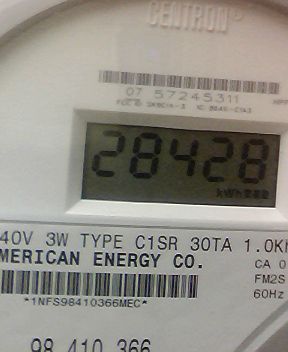 CENTRON®
07 57245311
28428
kWh
40V 3W TYPE C1SR 30TA 1.0K
MERICAN ENERGY CO.
CA 0
FM2S
60Hz
*1NFS98410366MEC*
98 410 366